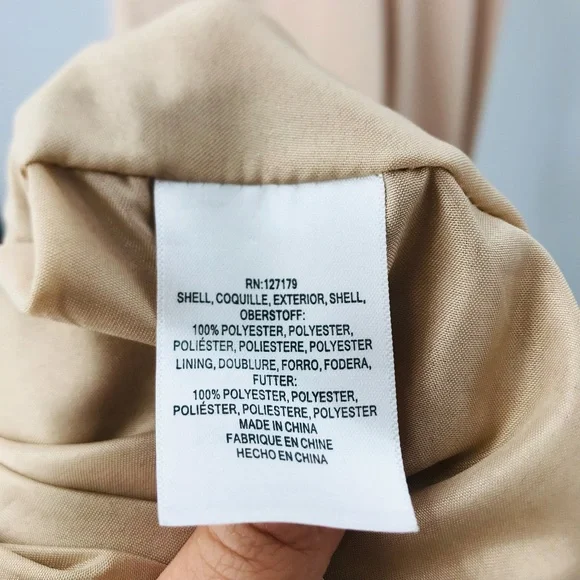 RN:127179
SHELL, COQUILLE, EXTERIOR, SHELL,
OBERSTOFF:
100% POLYESTER, POLYESTER,
POLIÉSTER, POLIESTERE, POLYESTER
LINING, DOUBLURE, FORRO, FODERA,
FUTTER:
100% POLYESTER, POLYESTER,
POLIÉSTER, POLIESTERE, POLYESTER
MADE IN CHINA
FABRIQUE EN CHINE
HECHO EN CHINA